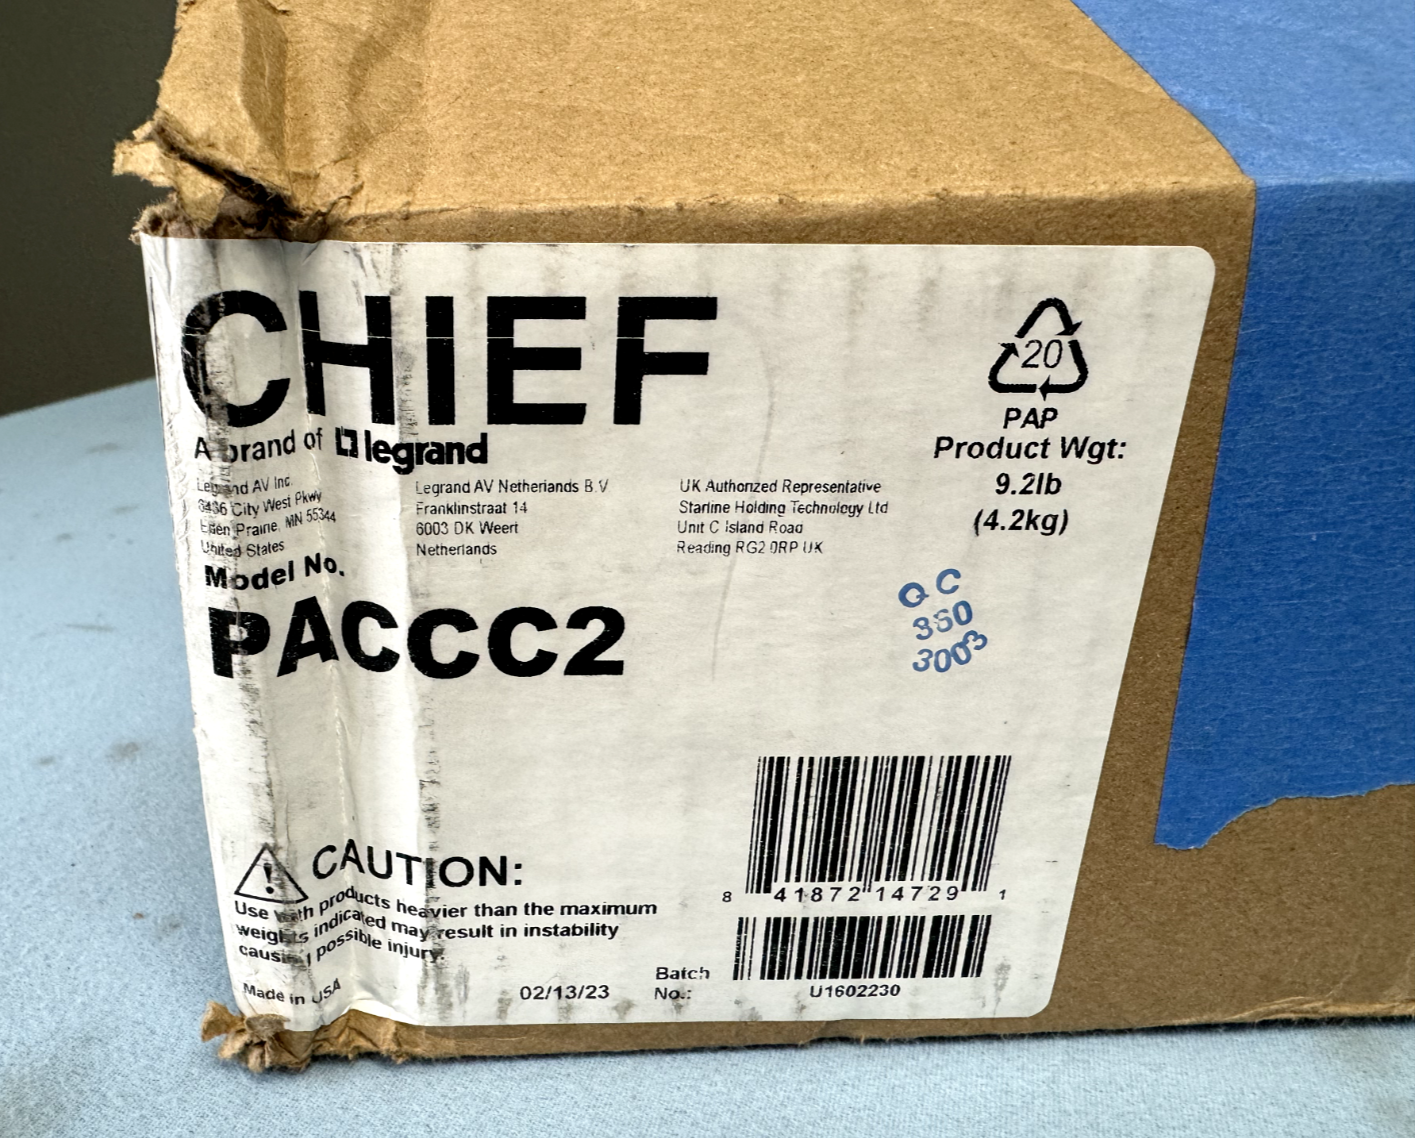 CHIEF
A brand of legrand
Legrand AV Inc.
6436 City West Pkwy
Eden Praine, MN 55344
United States
Legrand AV Netherlands B.V
Franklinstraat 14
6003 DK Weert
Netherlands
UK Authorized Representative
Starline Holding Technology Ltd
Unit C Island Road
Reading RG2 0RP UK
20
PAP
Product Wgt:
9.2lb
(4.2kg)
Model No.
PACCC2
QC
350
3003
CAUTION:
Use with products heavier than the maximum
weights indicated may result in instability
causing possible injury.
Made in USA
02/13/23
8 41872 14729 1
Batch
No.:
U1602230